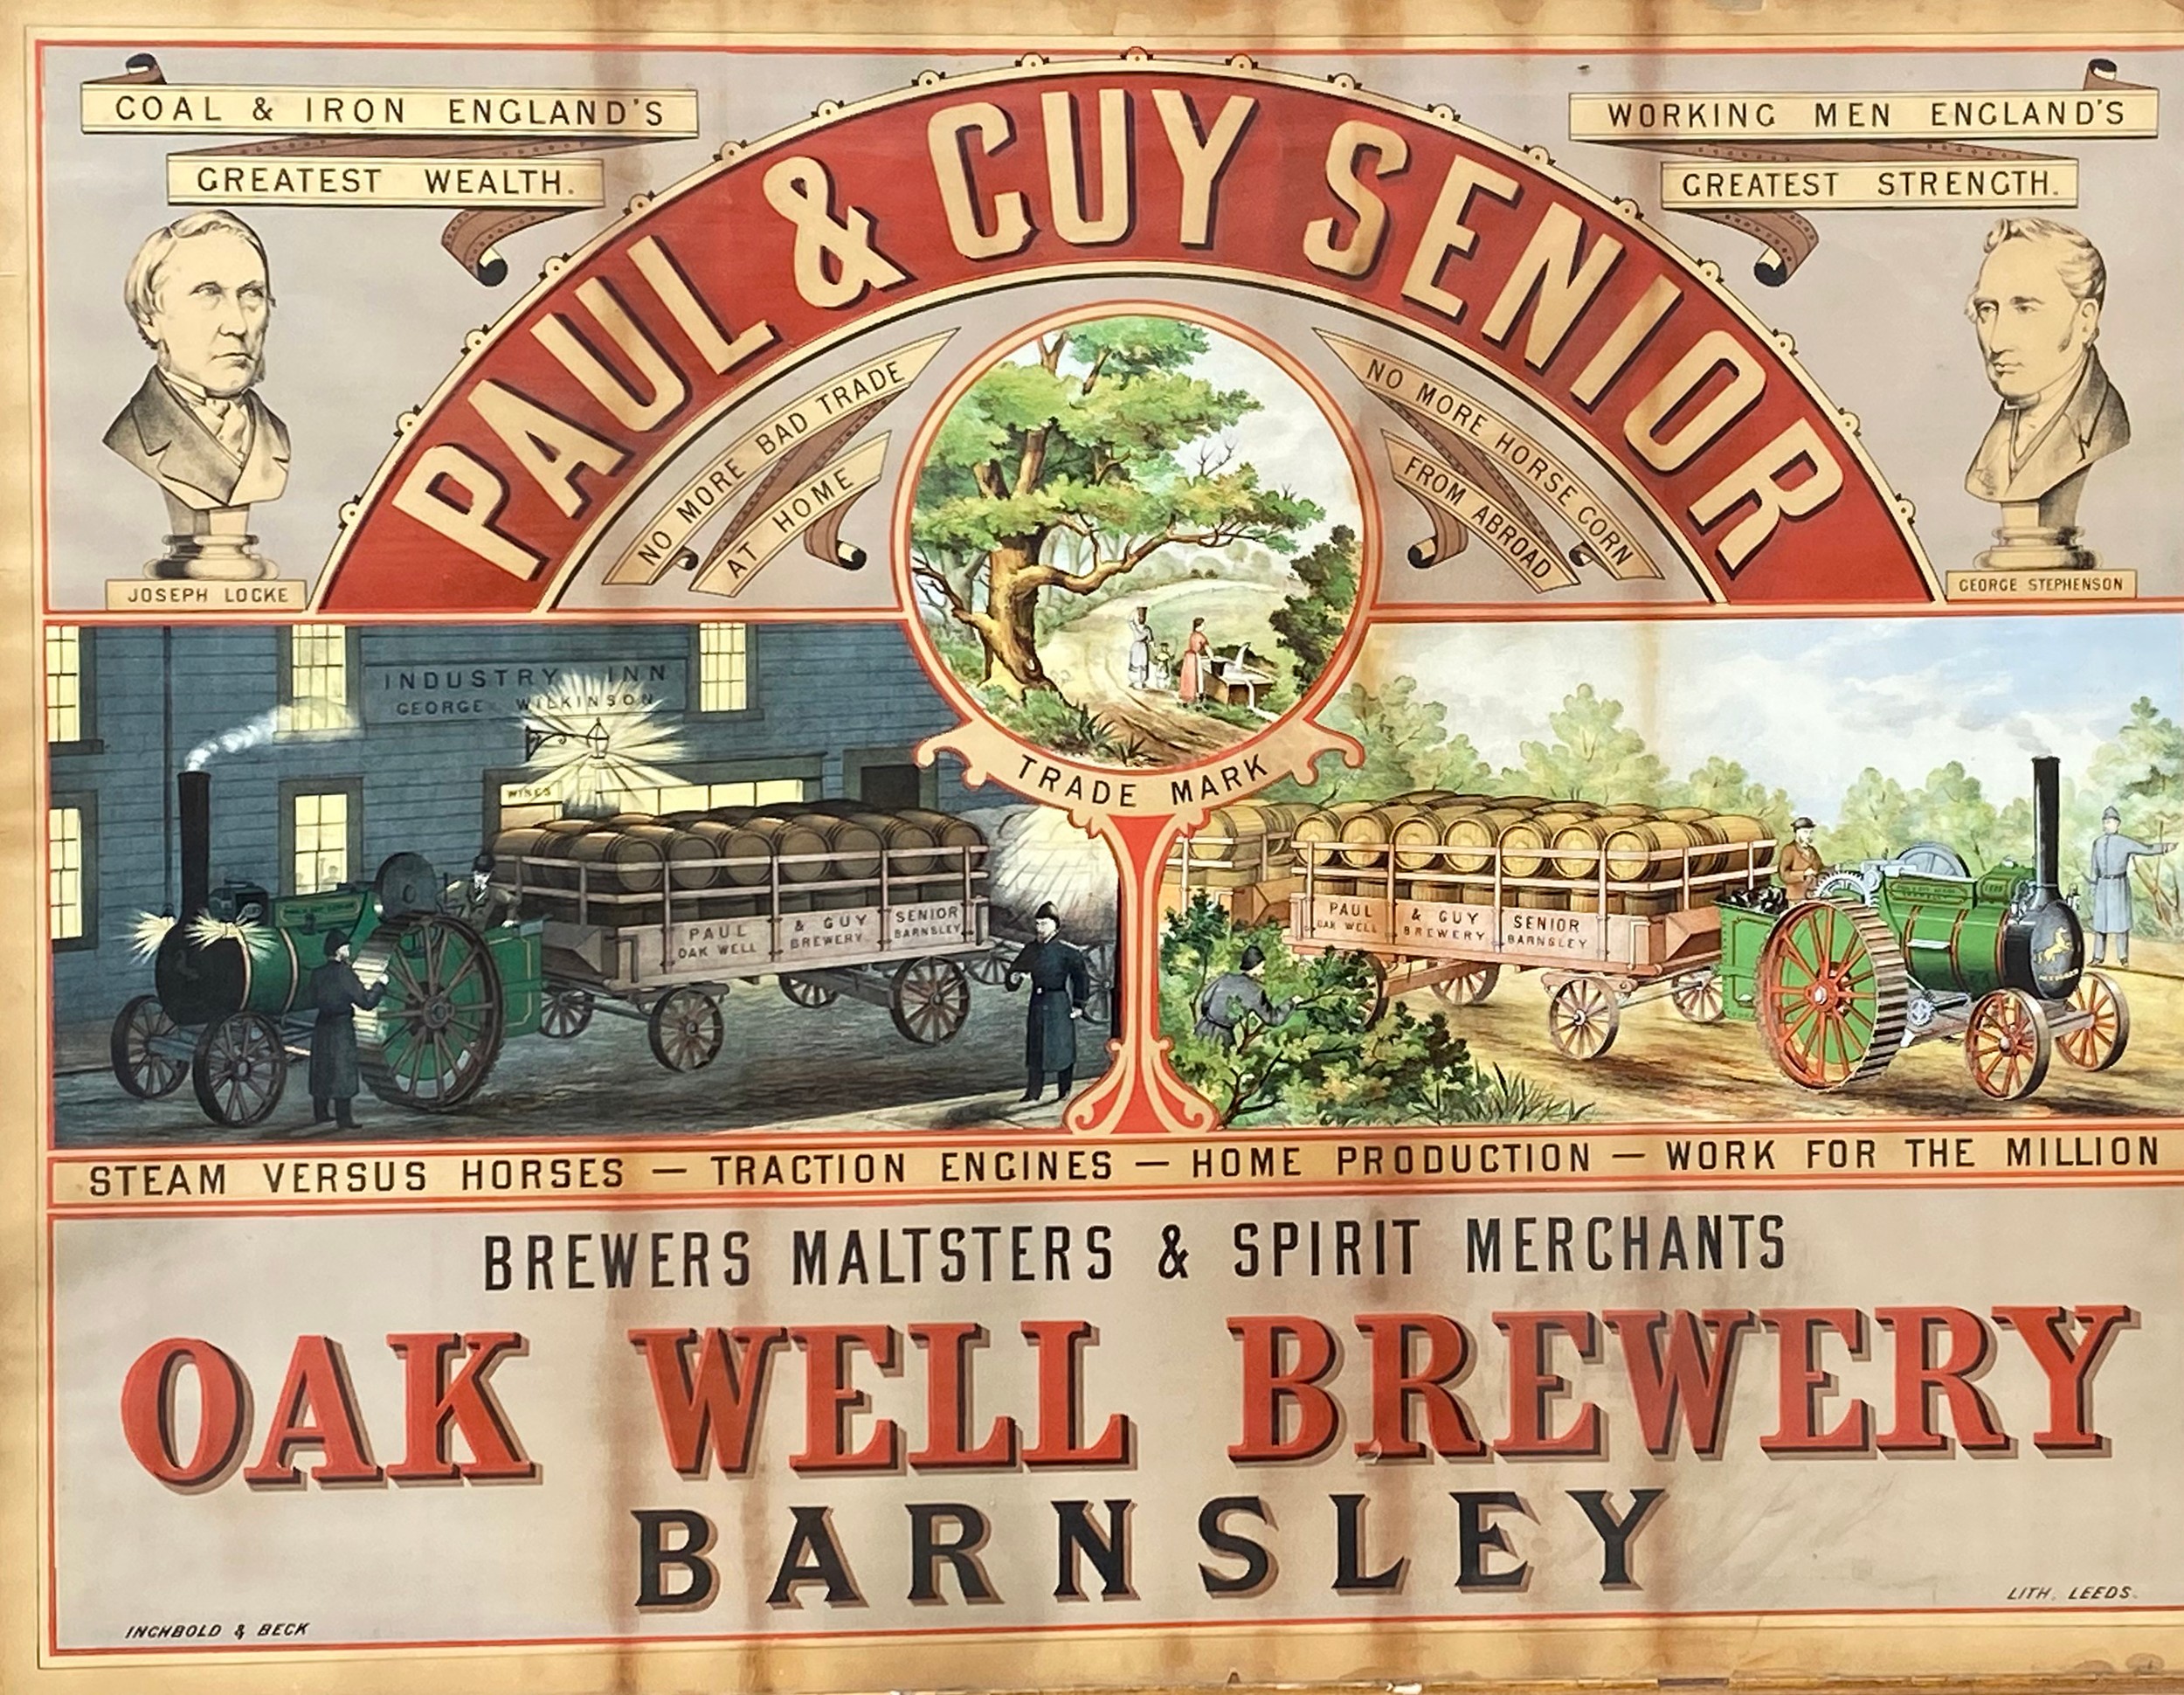 COAL & IRON ENGLAND'S
GREATEST WEALTH.
WORKING MEN ENGLAND'S
GREATEST STRENGTH.
PAUL & GUY SENIOR
NO MORE BAD TRADE
AT HOME
NO MORE HORSE CORN
FROM ABROAD
JOSEPH LOCKE
GEORGE STEPHENSON
INDUSTRY INN
GEORGE WILKINSON
WINES
TRADE MARK
PAUL & GUY SENIOR
OAK WELL BREWERY BARNSLEY
PAUL & GUY SENIOR
OAK WELL BREWERY BARNSLEY
STEAM VERSUS HORSES — TRACTION ENGINES — HOME PRODUCTION — WORK FOR THE MILLION
BREWERS MALTSTERS & SPIRIT MERCHANTS
OAK WELL BREWERY
BARNSLEY
INCHBOLD & BECK
LITH. LEEDS.